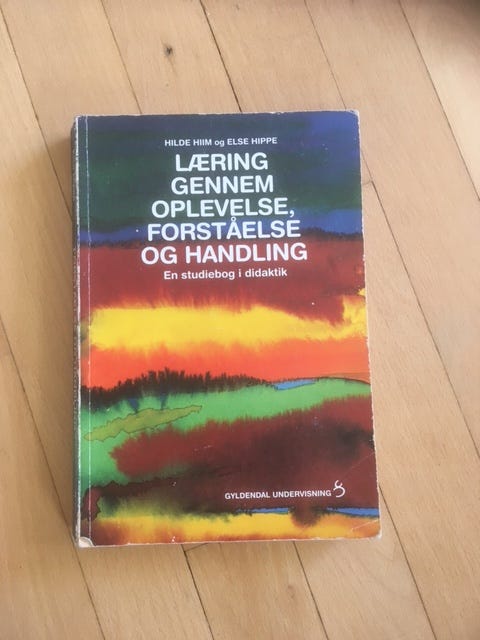 HILDE HIIM og ELSE HIPPE
LÆRING
GENNEM
OPLEVELSE,
FORSTÅELSE
OG HANDLING
En studiebog i didaktik
GYLDENDAL UNDERVISNING